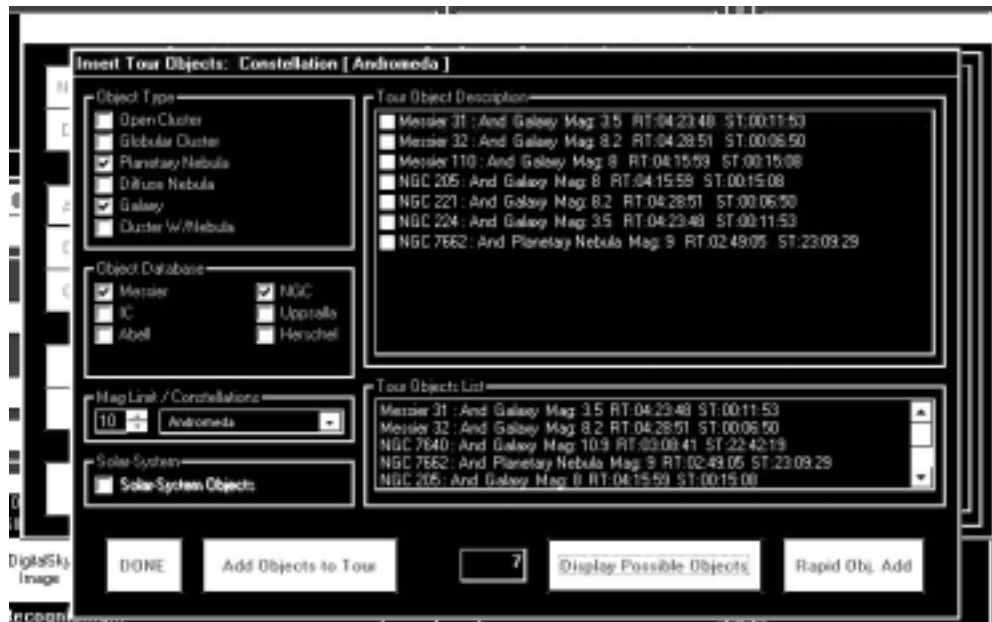 Insert Tour Objects: Constellation [ Andromeda ]
Object Type
Open Cluster
Globular Cluster
Planetary Nebula
Diffuse Nebula
Galaxy
Cluster W/Nebula
Object Database
Messier
NGC
IC
Uppsalla
Abell
Herschel
Mag Limit / Constellations
10
Andromeda
Solar-System
Solar-System Objects
Tour Object Description
Messier 31 : And Galaxy Mag: 3.5 RT:04:23:48 ST:00:11:53
Messier 32 : And Galaxy Mag: 8.2 RT:04:28:51 ST:00:06:50
Messier 110 : And Galaxy Mag: 8 RT:04:15:59 ST:00:15:08
NGC 205 : And Galaxy Mag: 8 RT:04:15:59 ST:00:15:08
NGC 221 : And Galaxy Mag: 8.2 RT:04:28:51 ST:00:06:50
NGC 224 : And Galaxy Mag: 3.5 RT:04:23:48 ST:00:11:53
NGC 7662 : And Planetary Nebula Mag: 9 RT:02:49:05 ST:23:09:29
Tour Objects List
Messier 31 : And Galaxy Mag: 3.5 RT:04:23:48 ST:00:11:53
Messier 32 : And Galaxy Mag: 8.2 RT:04:28:51 ST:00:06:50
NGC 7640 : And Galaxy Mag: 10.9 RT:03:08:41 ST:22:42:19
NGC 7662 : And Planetary Nebula Mag: 9 RT:02:49:05 ST:23:09:29
NGC 205 : And Galaxy Mag: 8 RT:04:15:59 ST:00:15:08
DONE
Add Objects to Tour
7
Display Possible Objects
Rapid Obj. Add
DigitalSky
Image